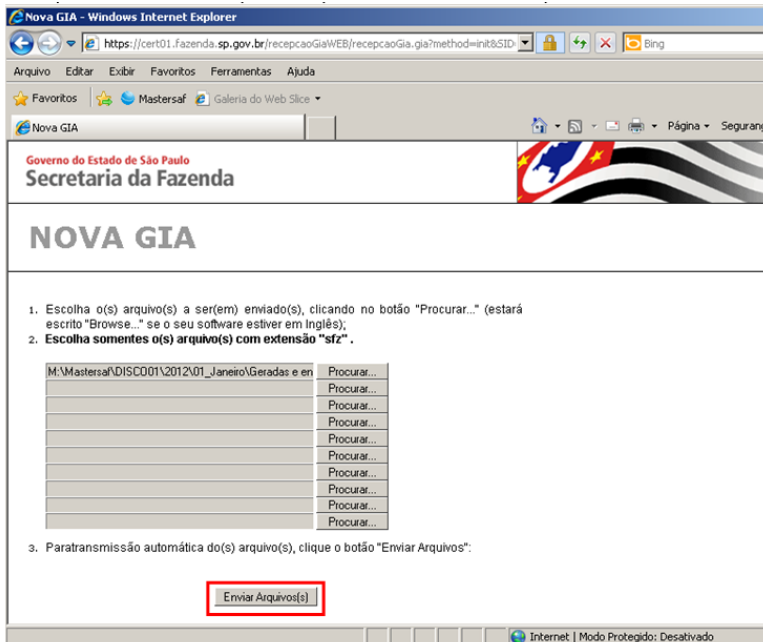 Nova GIA - Windows Internet Explorer
https://cert01.fazenda.sp.gov.br/recepcaoGiaWEB/recepcaoGia.gia?method=init&SID
Bing
Arquivo Editar Exibir Favoritos Ferramentas Ajuda
Favoritos Mastersaf Galeria do Web Slice
Nova GIA
Página Seguran
Governo do Estado de São Paulo
Secretaria da Fazenda
NOVA GIA
1. Escolha o(s) arquivo(s) a ser(em) enviado(s), clicando no botão "Procurar..." (estará
escrito "Browse..." se o seu software estiver em Inglês);
2. Escolha somentes o(s) arquivo(s) com extensão "sfz" .
M:\Mastersaf\DISCO01\2012\01_Janeiro\Geradas e en Procurar...
Procurar...
Procurar...
Procurar...
Procurar...
Procurar...
Procurar...
Procurar...
Procurar...
Procurar...
3. Paratransmissão automática do(s) arquivo(s), clique o botão "Enviar Arquivos":
Enviar Arquivos(s)
Internet | Modo Protegido: Desativado